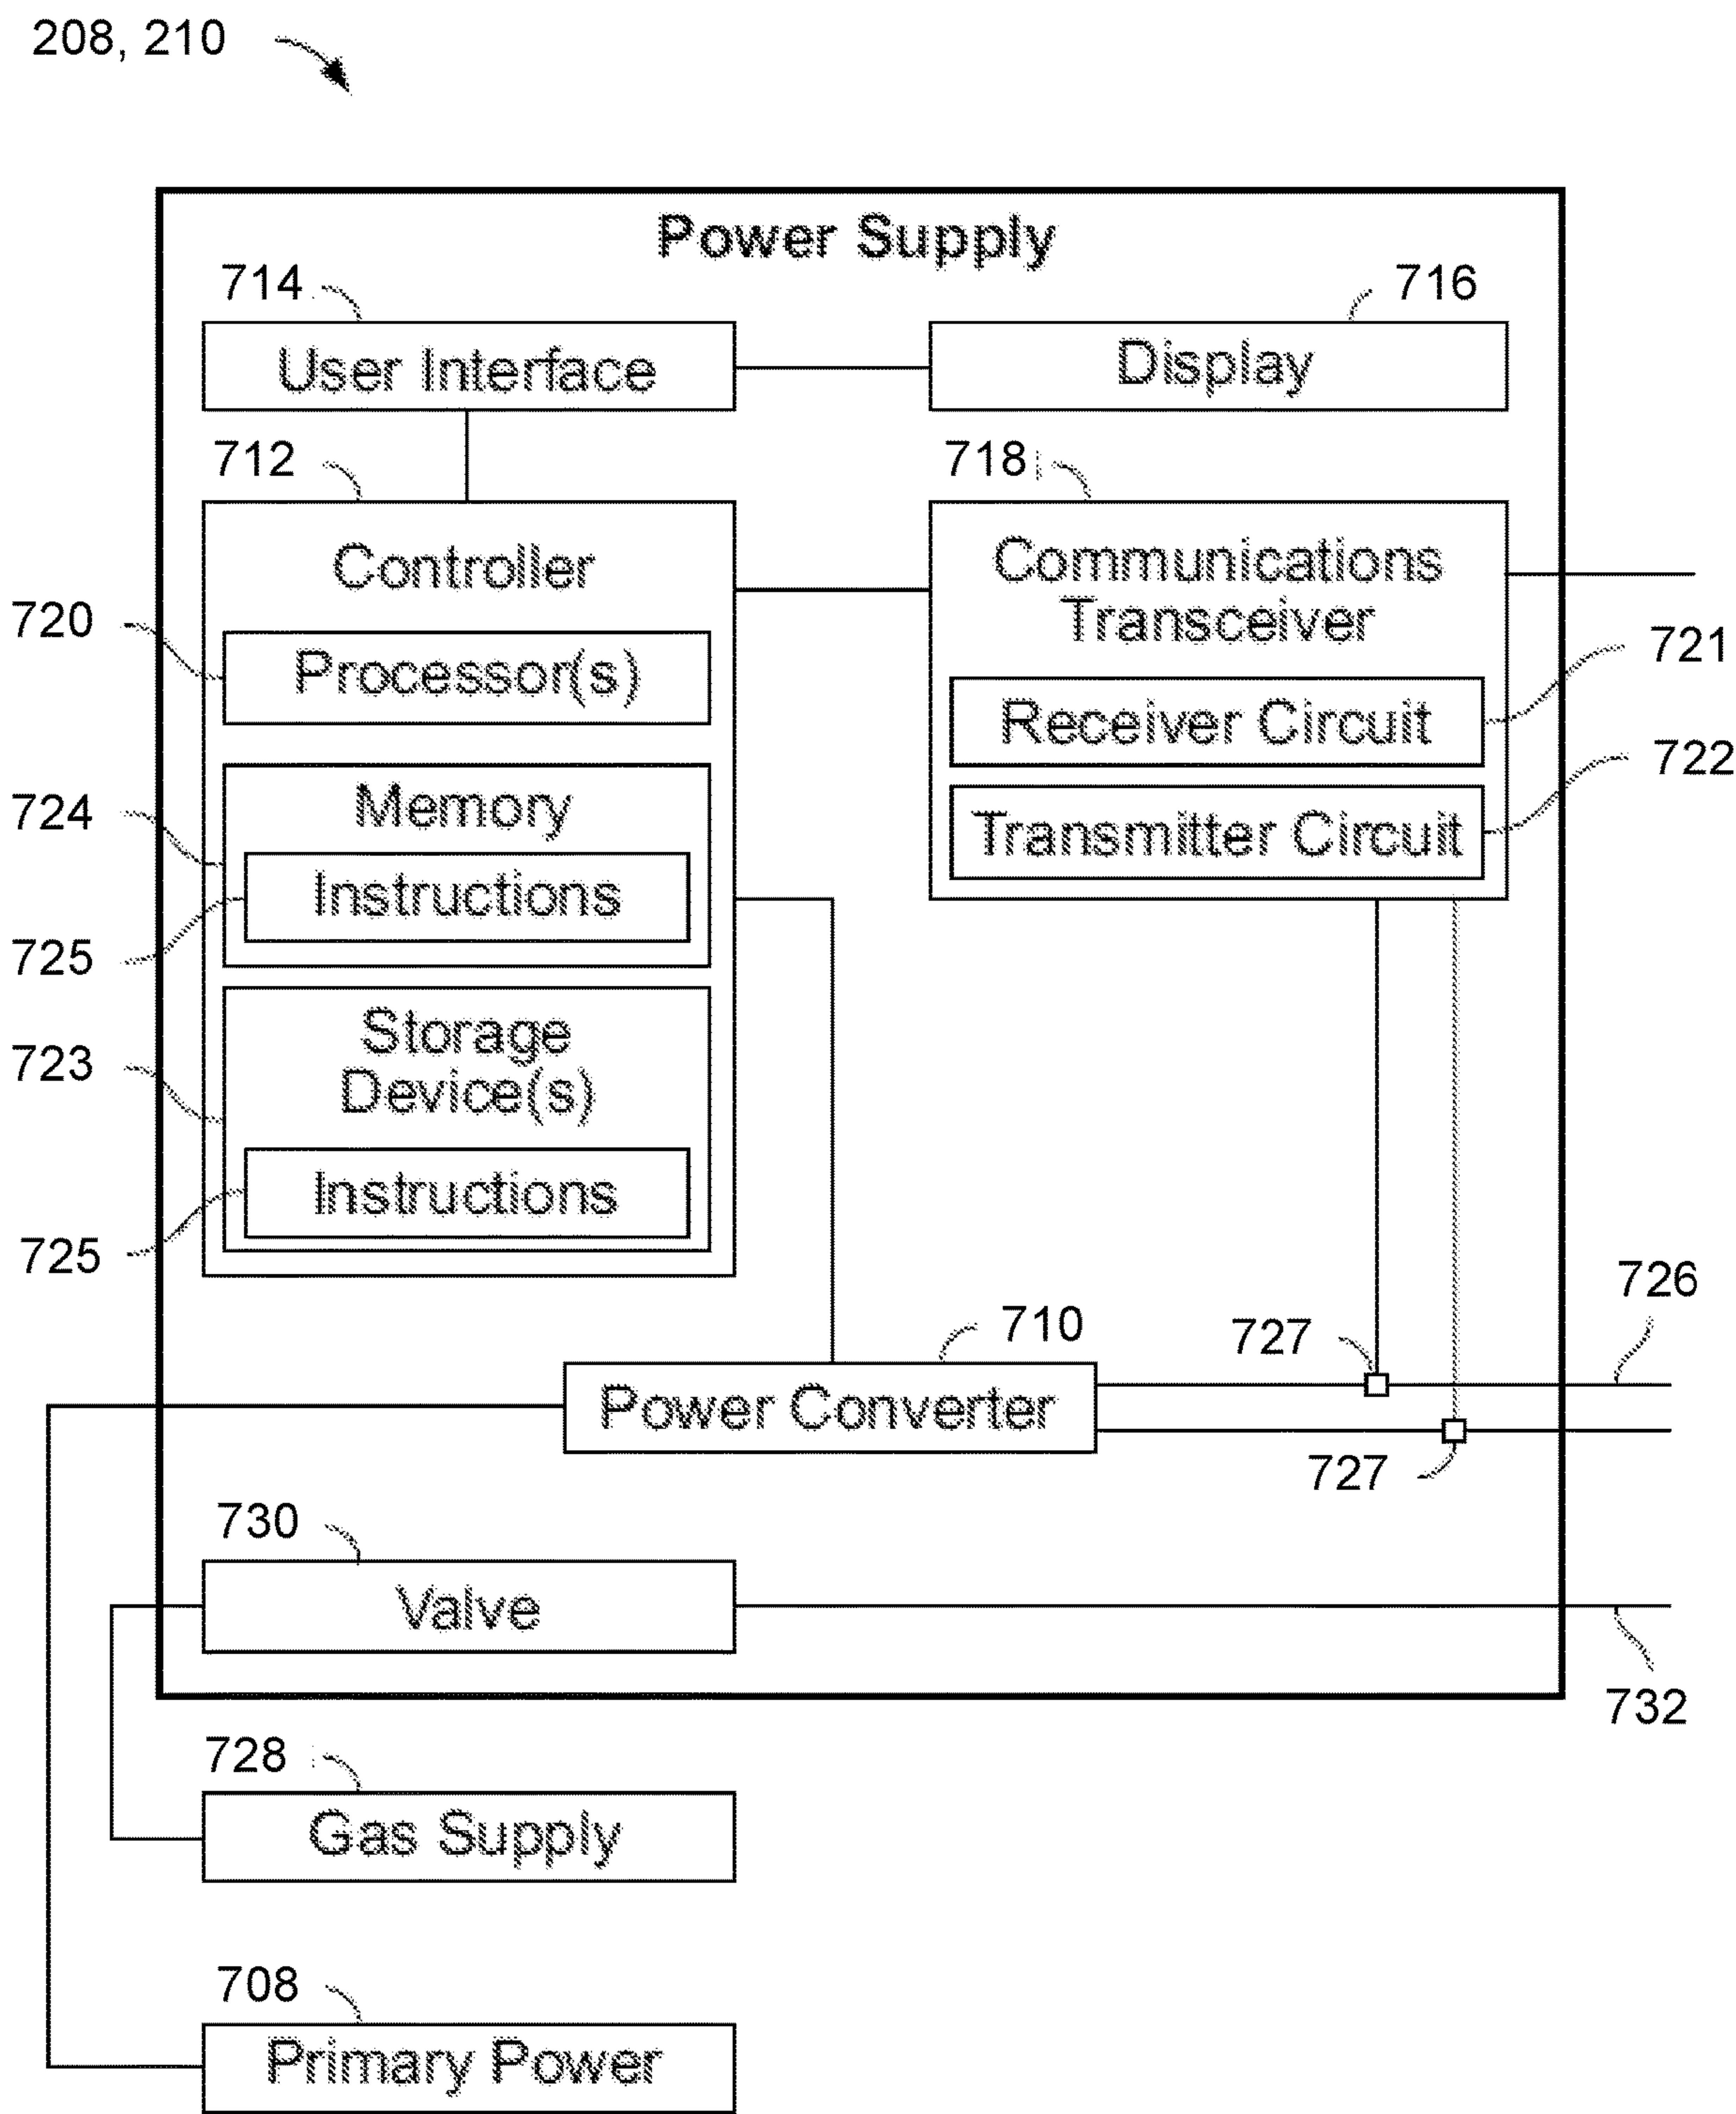 208, 210
Power Supply
714
716
User Interface
Display
712
718
Controller
Communications
Transceiver
720
Processor(s)
721
Receiver Circuit
722
724
Memory
Transmitter Circuit
Instructions
725
723
Storage
Device(s)
Instructions
725
726
710
727
Power Converter
727
730
Valve
732
728
Gas Supply
708
Primary Power